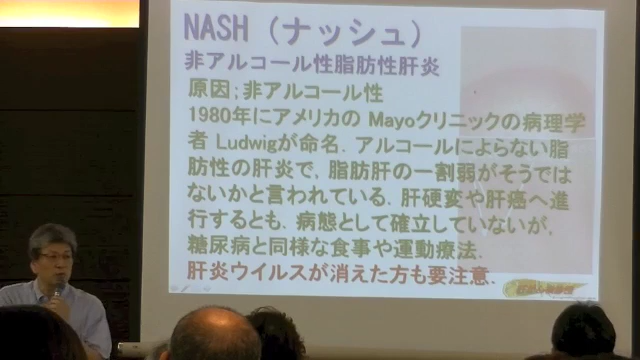 NASH（ナッシュ）
非アルコール性脂肪性肝炎
原因；非アルコール性
1980年にアメリカの Mayoクリニックの病理学
者 Ludwigが命名．アルコールによらない脂
肪性の肝炎で，脂肪肝の一割弱がそうでは
ないかと言われている．肝硬変や肝癌へ進
行するとも．病態として確立していないが，
糖尿病と同様な食事や運動療法．
肝炎ウイルスが消えた方も要注意．